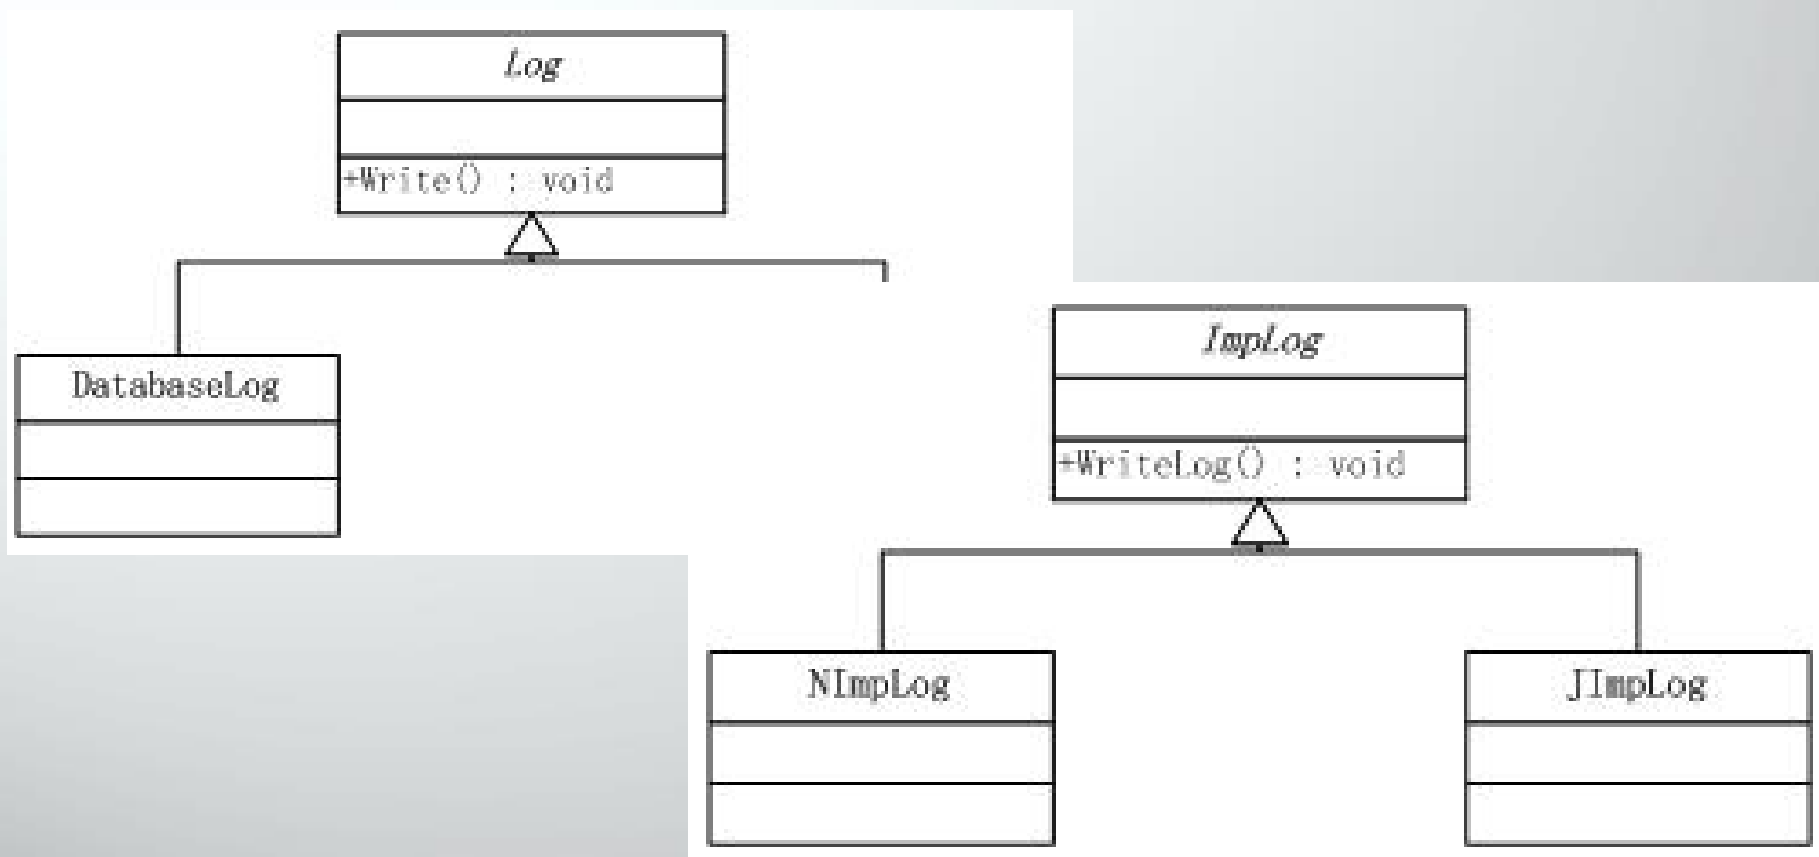 Log
+Write() : void
DatabaseLog
ImpLog
+WriteLog() : void
NImpLog
JImpLog